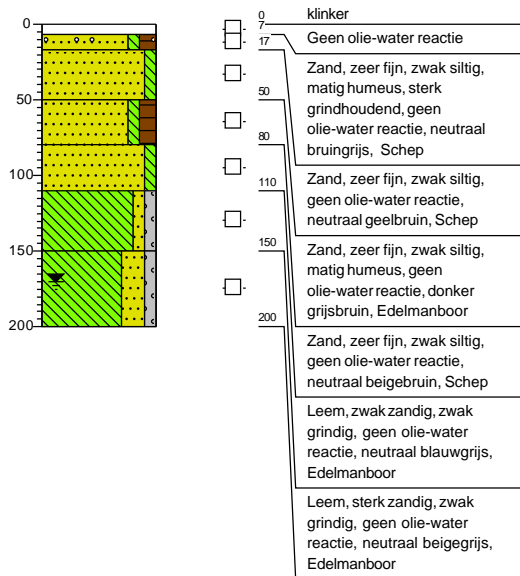 0
50
100
150
200
0
7
17
50
80
110
150
200
klinker
Geen olie-water reactie
Zand, zeer fijn, zwak siltig,
matig humeus, sterk
grindhoudend, geen
olie-water reactie, neutraal
bruingrijs, Schep
Zand, zeer fijn, zwak siltig,
geen olie-water reactie,
neutraal geelbruin, Schep
Zand, zeer fijn, zwak siltig,
matig humeus, geen
olie-water reactie, donker
grijsbruin, Edelmanboor
Zand, zeer fijn, zwak siltig,
geen olie-water reactie,
neutraal beigebruin, Schep
Leem, zwak zandig, zwak
grindig, geen olie-water
reactie, neutraal blauwgrijs,
Edelmanboor
Leem, sterk zandig, zwak
grindig, geen olie-water
reactie, neutraal beigegrijs,
Edelmanboor